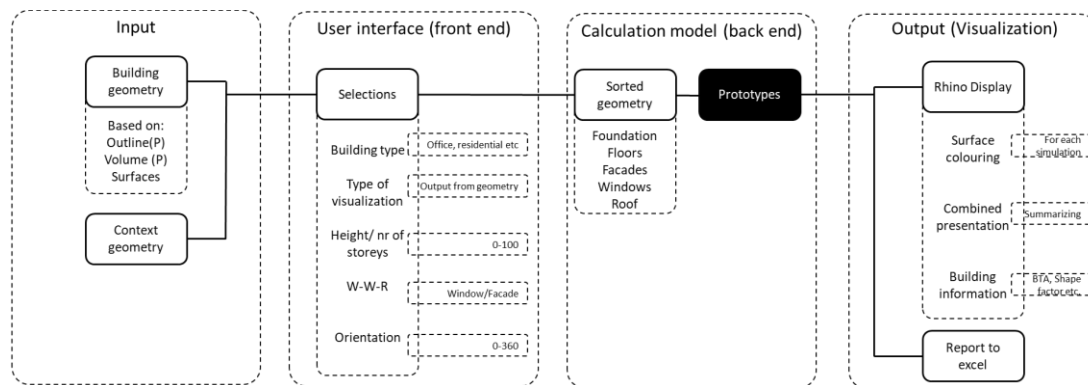 Input
Building
geometry
Based on:
Outline(P)
Volume (P)
Surfaces
Context
geometry
User interface (front end)
Selections
Building type
Office, residential etc
Type of
visualization
Output from geometry
Height/ nr of
storeys
0-100
W-W-R
Window/Facade
Orientation
0-360
Calculation model (back end)
Sorted
geometry
Foundation
Floors
Facades
Windows
Roof
Prototypes
Output (Visualization)
Rhino Display
Surface
colouring
For each
simulation
Combined
presentation
Summarizing
Building
information
BTA, Shape
factor etc.
Report to
excel